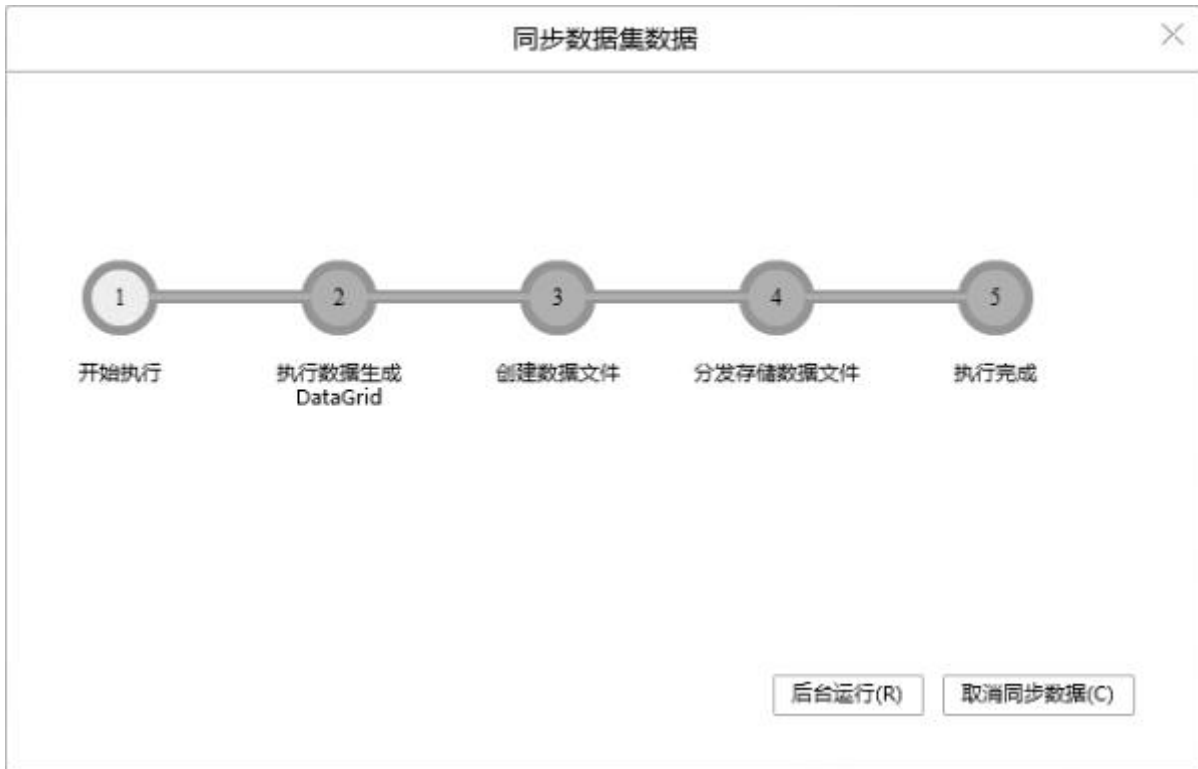 同步数据集数据
1
2
3
4
5
开始执行
执行数据生成
DataGrid
创建数据文件
分发存储数据文件
执行完成
后台运行(R)
取消同步数据(C)